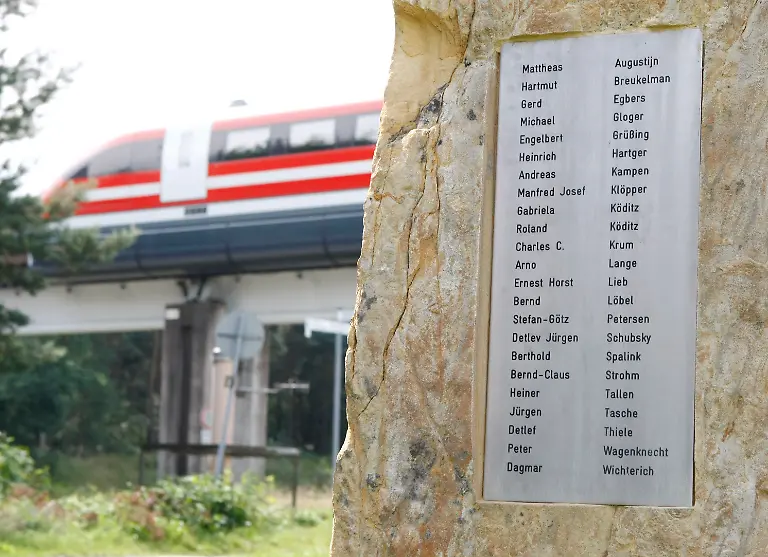 Mattheas Augustijn
Hartmut Breukelman
Gerd Egbers
Michael Gloger
Engelbert Grüßing
Heinrich Hartger
Andreas Kampen
Manfred Josef Klöpper
Gabriela Köditz
Roland Köditz
Charles C. Krum
Arno Lange
Ernest Horst Lieb
Bernd Löbel
Stefan-Götz Petersen
Detlev Jürgen Schubsky
Berthold Spalink
Bernd-Claus Strohm
Heiner Tallen
Jürgen Tasche
Detlef Thiele
Peter Wagenknecht
Dagmar Wichterich